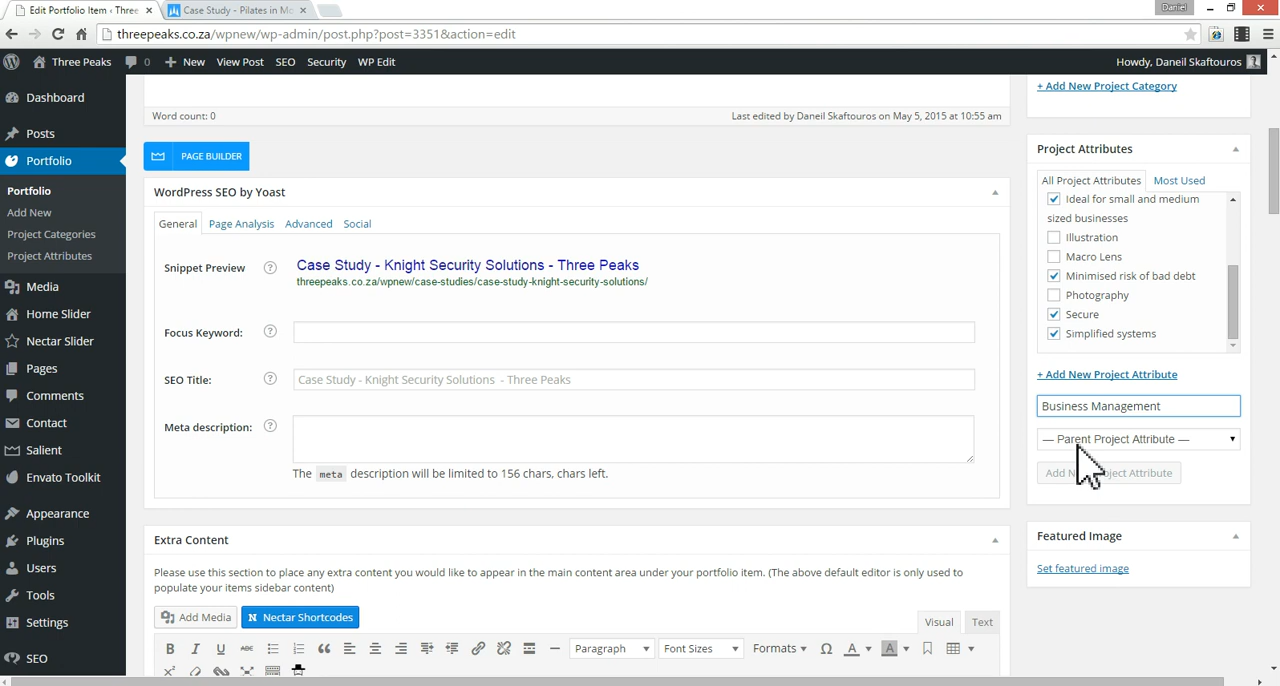 Edit Portfolio Item ‹ Three
Case Study - Pilates in Mo
Daniel
threepeaks.co.za/wpnew/wp-admin/post.php?post=3351&action=edit
Three Peaks
0
New
View Post
SEO
Security
WP Edit
Howdy, Daneil Skaftouros
Dashboard
Posts
Portfolio
Portfolio
Add New
Project Categories
Project Attributes
Media
Home Slider
Nectar Slider
Pages
Comments
Contact
Salient
Envato Toolkit
Appearance
Plugins
Users
Tools
Settings
SEO
Word count: 0
Last edited by Daneil Skaftouros on May 5, 2015 at 10:55 am
PAGE BUILDER
WordPress SEO by Yoast
General
Page Analysis
Advanced
Social
Snippet Preview
Case Study - Knight Security Solutions - Three Peaks
threepeaks.co.za/wpnew/case-studies/case-study-knight-security-solutions/
Focus Keyword:
SEO Title:
Case Study - Knight Security Solutions - Three Peaks
Meta description:
The meta description will be limited to 156 chars, chars left.
Extra Content
Please use this section to place any extra content you would like to appear in the main content area under your portfolio item. (The above default editor is only used to
populate your items sidebar content)
Add Media
Nectar Shortcodes
Visual
Text
B I U ABC
Paragraph
Font Sizes
Formats
+ Add New Project Category
Project Attributes
All Project Attributes
Most Used
Ideal for small and medium
sized businesses
Illustration
Macro Lens
Minimised risk of bad debt
Photography
Secure
Simplified systems
+ Add New Project Attribute
Business Management
— Parent Project Attribute —
Add N    oject Attribute
Featured Image
Set featured image